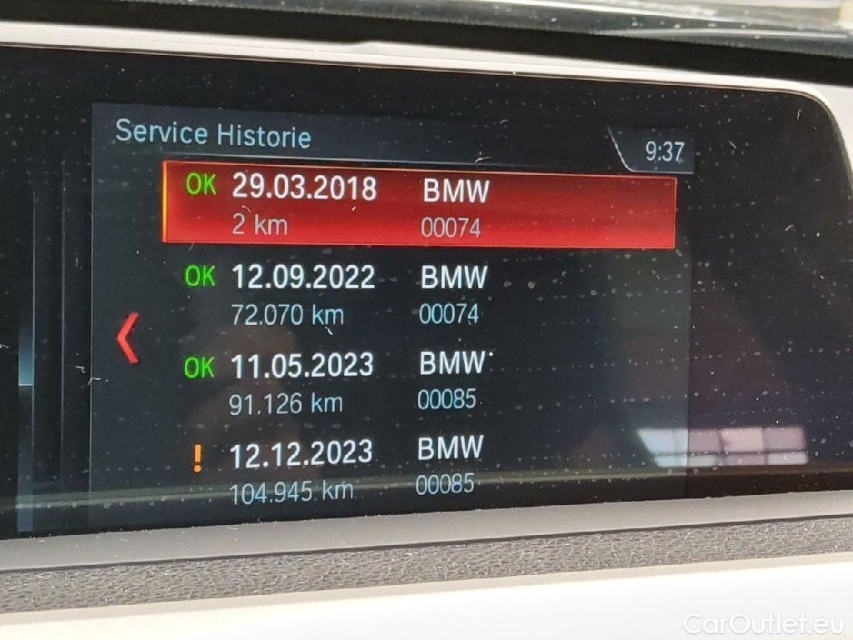 Service Historie
9:37
OK 29.03.2018 BMW
2 km 00074
OK 12.09.2022 BMW
72.070 km 00074
OK 11.05.2023 BMW
91.126 km 00085
! 12.12.2023 BMW
104.945 km 00085
CarOutlet.eu